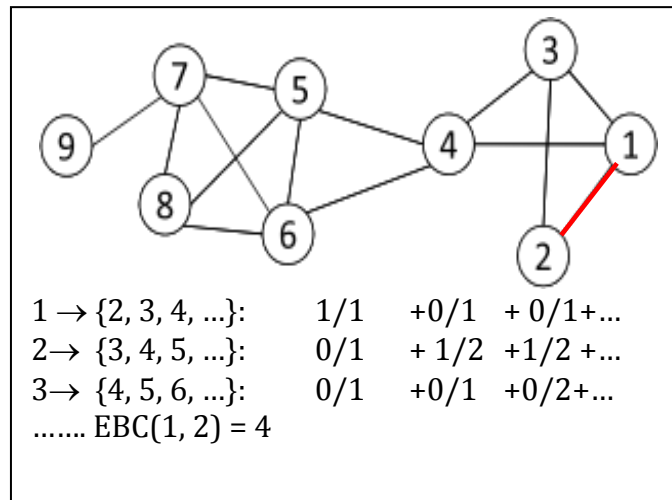 3
7
5
9
4
1
8
6
2
1 → {2, 3, 4, …}: 1/1 +0/1 + 0/1+…
2→ {3, 4, 5, …}: 0/1 + 1/2 +1/2 +…
3→ {4, 5, 6, …}: 0/1 +0/1 +0/2+…
……. EBC(1, 2) = 4